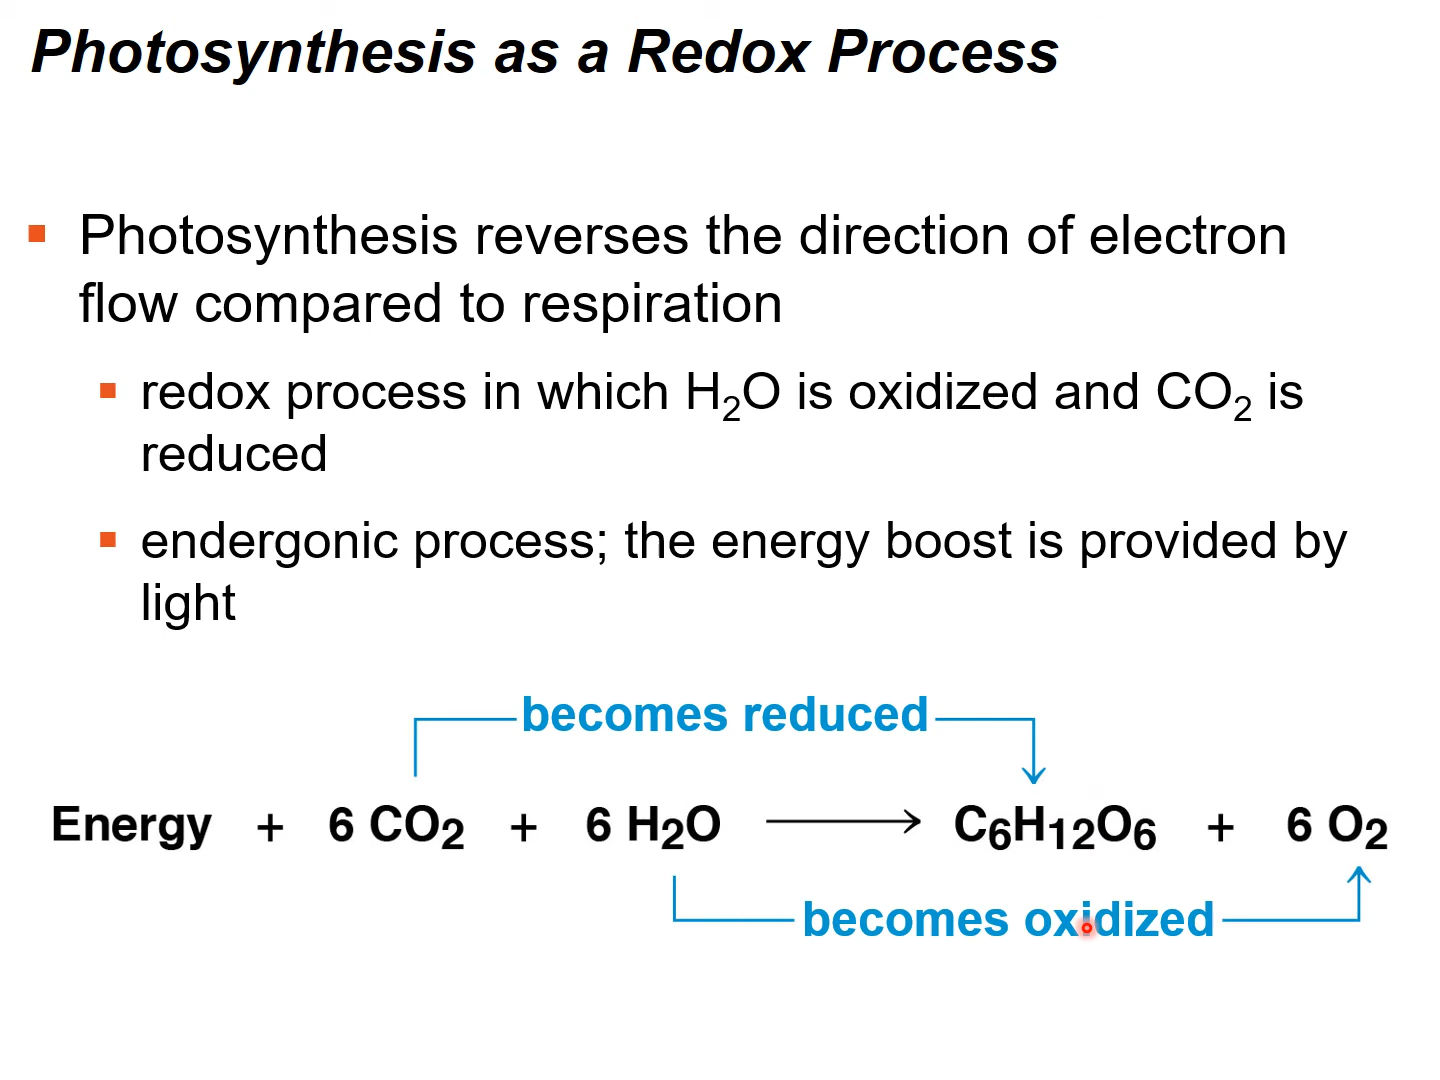 Photosynthesis as a Redox Process
Photosynthesis reverses the direction of electron
flow compared to respiration
redox process in which H₂O is oxidized and CO₂ is
reduced
endergonic process; the energy boost is provided by
light
becomes reduced
Energy + 6 CO₂ + 6 H₂O ⟶ C₆H₁₂O₆ + 6 O₂
becomes oxidized